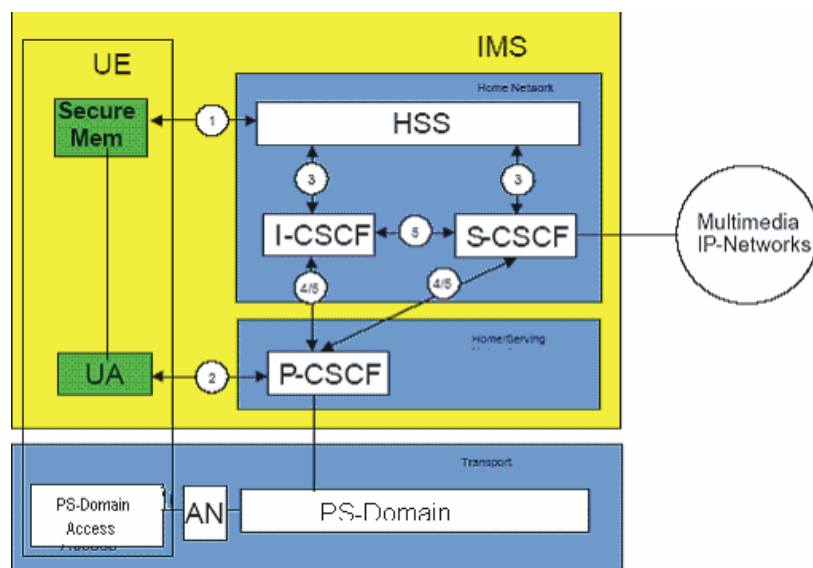 IMS
UE
Home Network
Secure
Mem
1
HSS
3
3
I-CSCF
5
S-CSCF
Multimedia
IP-Networks
4/5
4/5
Home/Serving
UA
2
P-CSCF
Transport
PS-Domain
Access
AN
PS-Domain